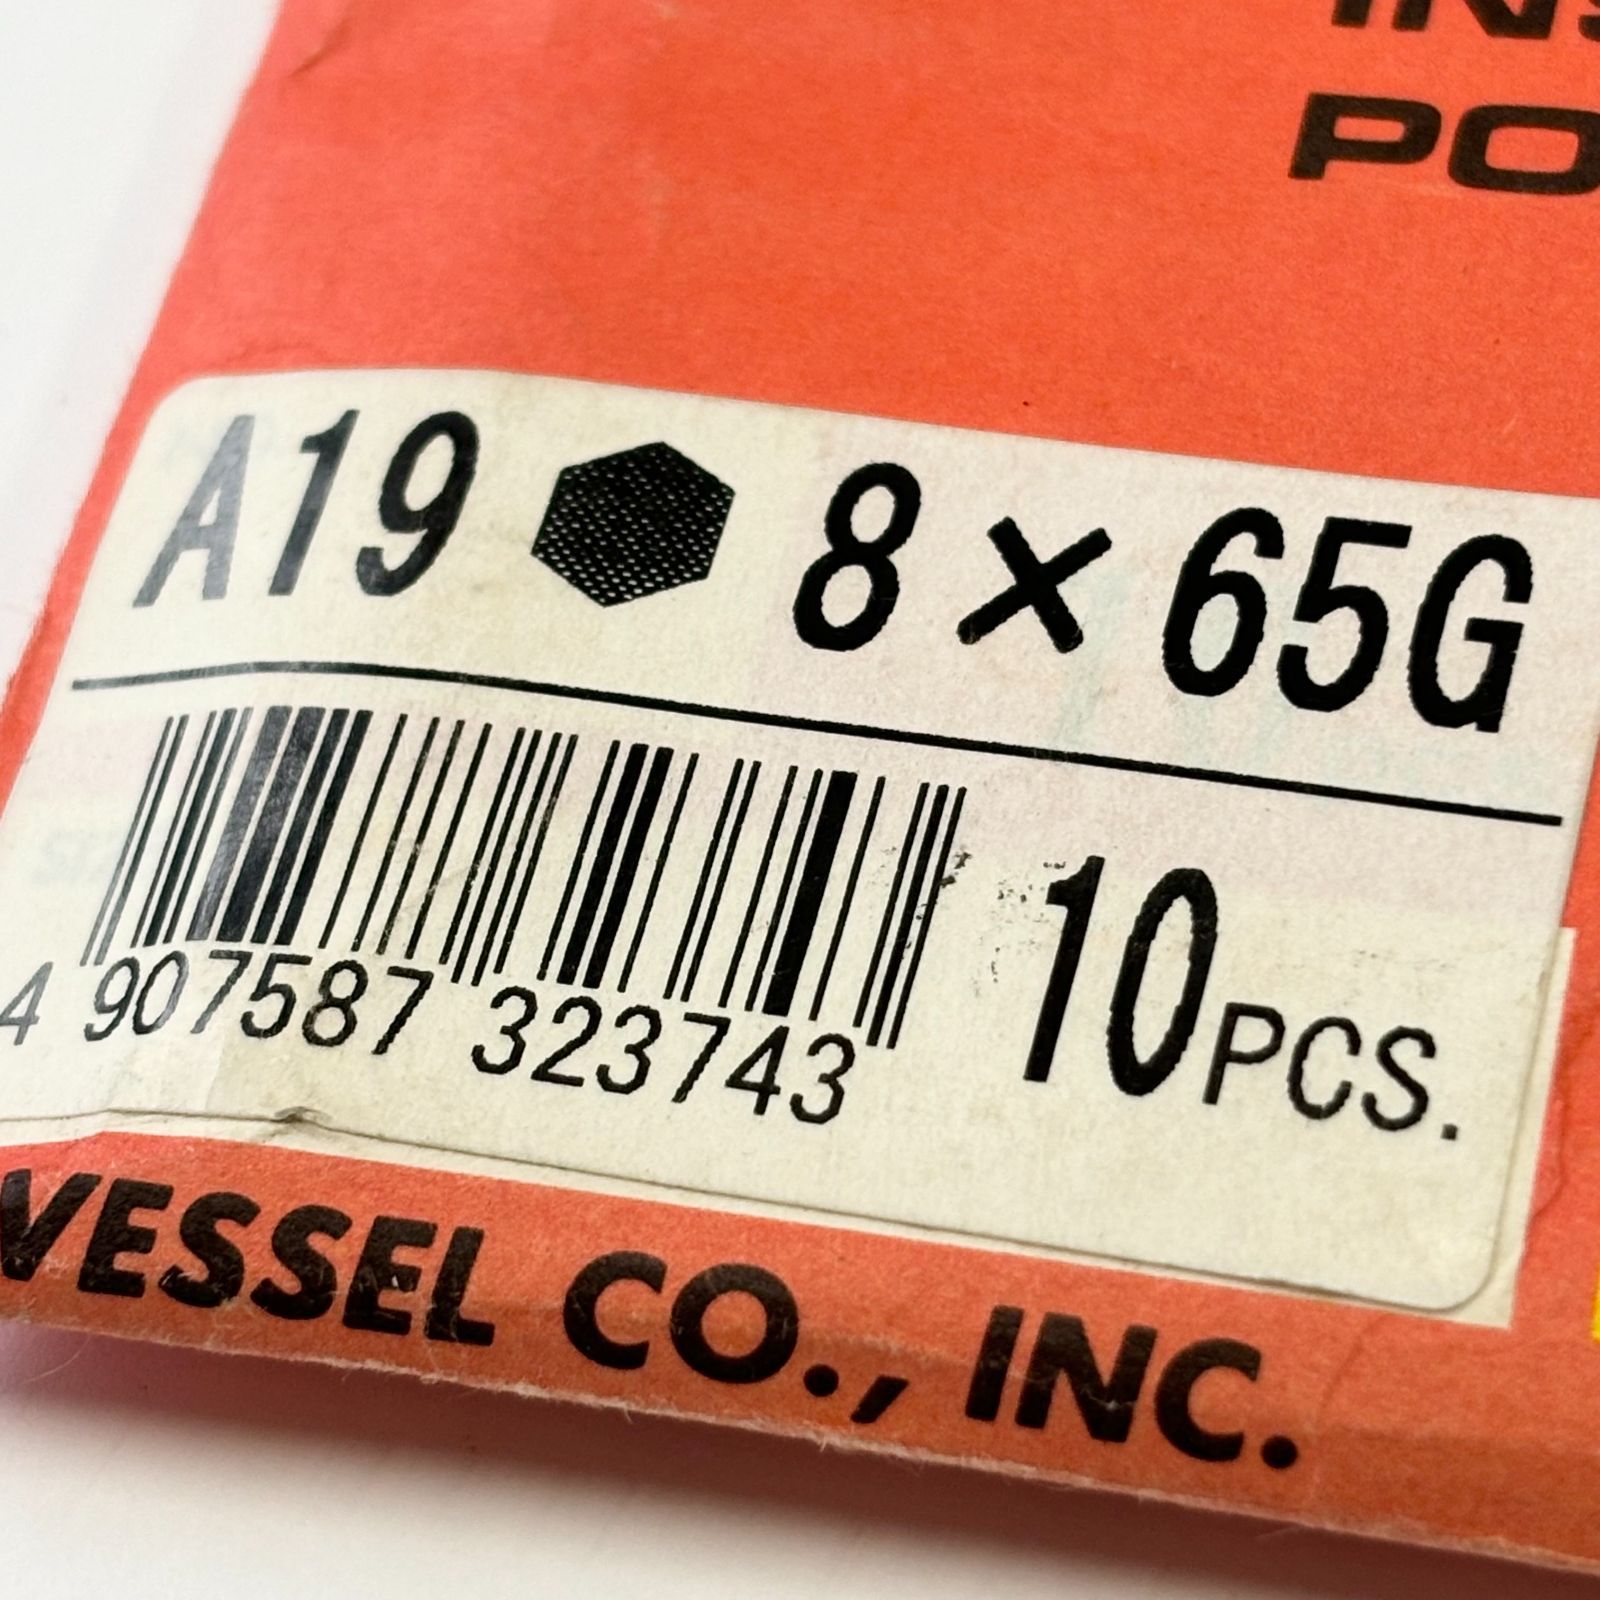 A19 ⬢ 8 × 65G
4 907587 323743
10PCS.
VESSEL CO., INC.